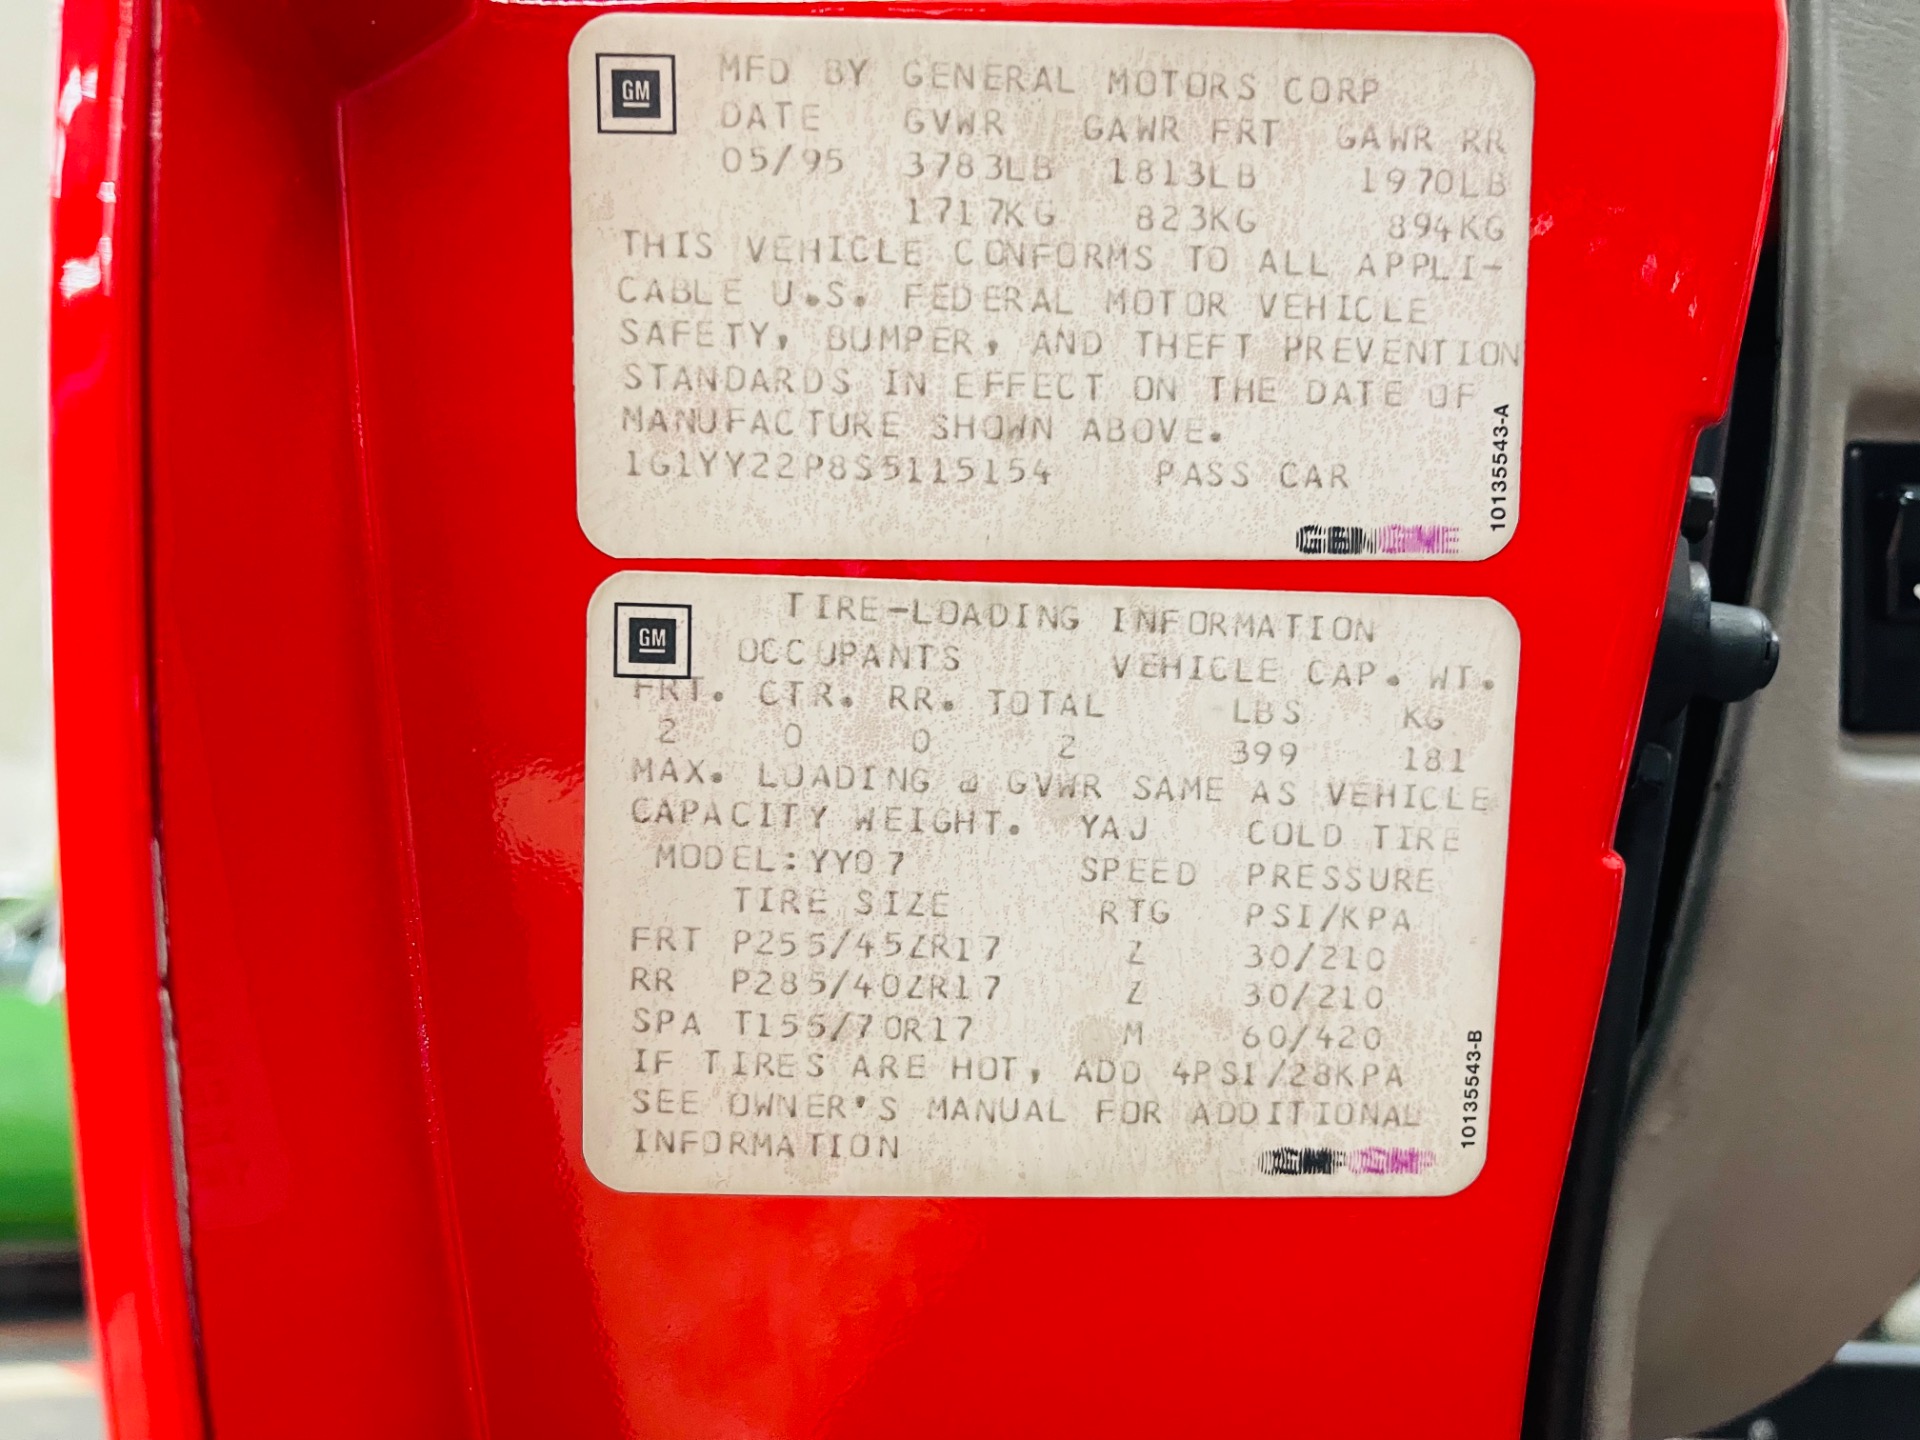 GM
MFD BY GENERAL MOTORS CORP
DATE GVWR GAWR FRT GAWR RR
05/95 3783LB 1813LB 1970LB
1717KG 823KG 894KG
THIS VEHICLE CONFORMS TO ALL APPLI-
CABLE U.S. FEDERAL MOTOR VEHICLE
SAFETY, BUMPER, AND THEFT PREVENTION
STANDARDS IN EFFECT ON THE DATE OF
MANUFACTURE SHOWN ABOVE.
1G1YY22P8S5115154 PASS CAR
10135543-A
GM
TIRE-LOADING INFORMATION
OCCUPANTS VEHICLE CAP. WT.
FRT. CTR. RR. TOTAL LBS KG
2 0 0 2 399 181
MAX. LOADING @ GVWR SAME AS VEHICLE
CAPACITY WEIGHT. YAJ COLD TIRE
MODEL:YY07 SPEED PRESSURE
TIRE SIZE RTG PSI/KPA
FRT P255/45ZR17 Z 30/210
RR P285/40ZR17 Z 30/210
SPA T155/70R17 M 60/420
IF TIRES ARE HOT, ADD 4PSI/28KPA
SEE OWNER'S MANUAL FOR ADDITIONAL
INFORMATION
10135543-B